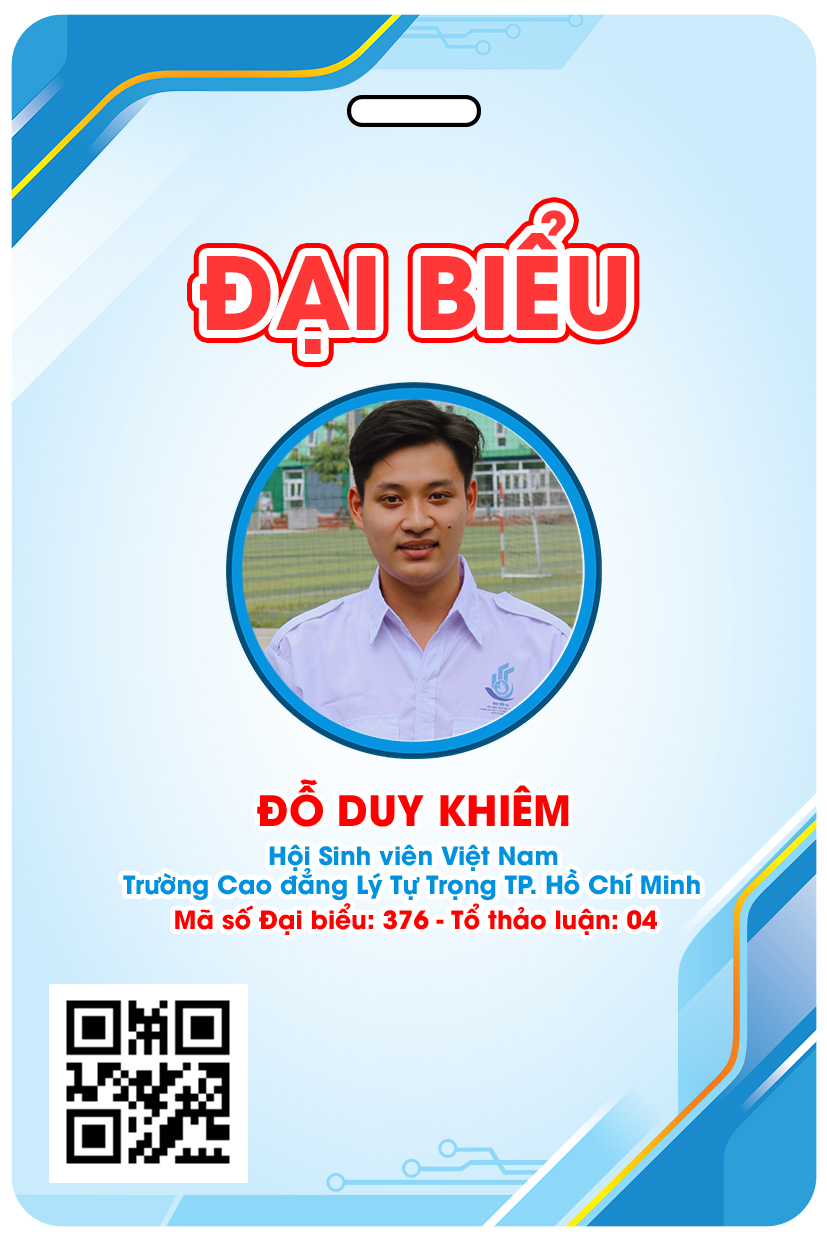 ĐẠI BIỂU
ĐỖ DUY KHIÊM
Hội Sinh viên Việt Nam
Trường Cao đẳng Lý Tự Trọng TP. Hồ Chí Minh
Mã số Đại biểu: 376 - Tổ thảo luận: 04